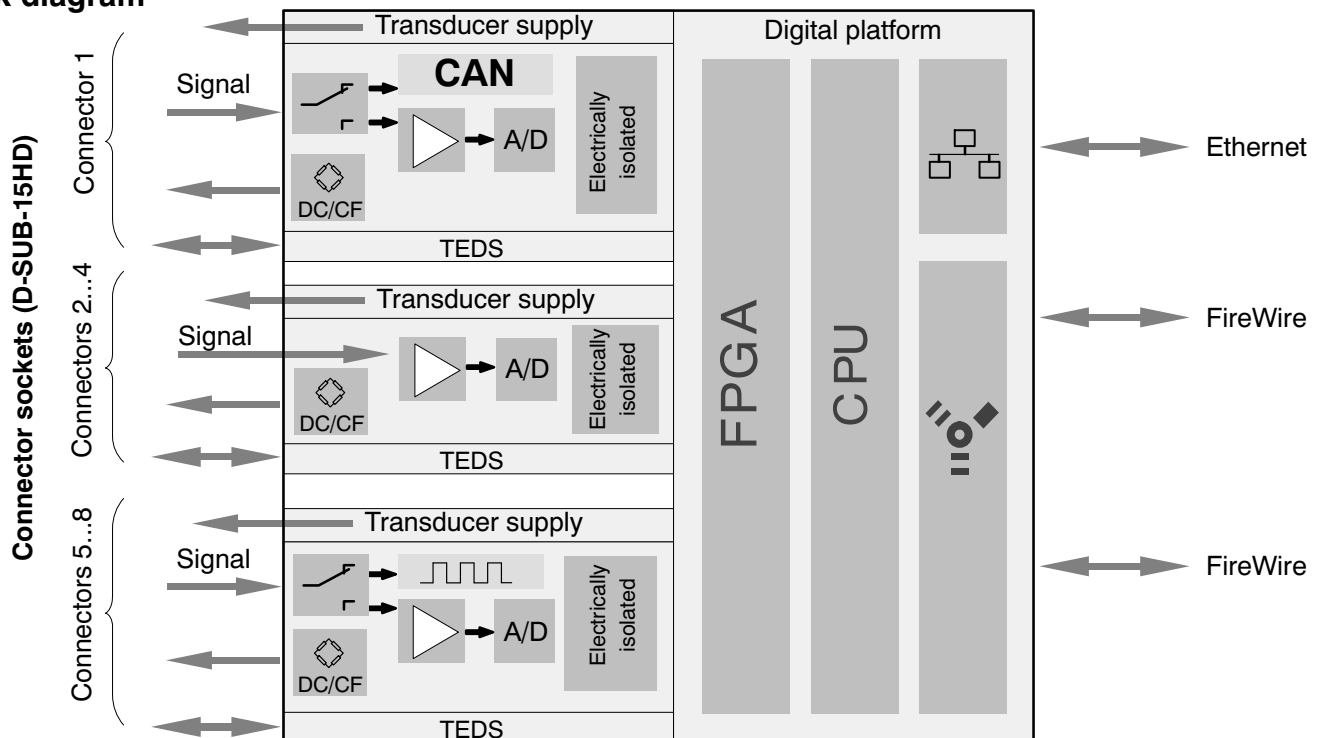 diagram
Transducer supply
Digital platform
Connector sockets (D-SUB-15HD)
Connector 1
Signal
CAN
A/D
Electrically
isolated
DC/CF
TEDS
Ethernet
Connectors 2...4
Transducer supply
Signal
A/D
Electrically
isolated
DC/CF
TEDS
FPGA
CPU
FireWire
Connectors 5...8
Transducer supply
Signal
A/D
Electrically
isolated
DC/CF
TEDS
FireWire